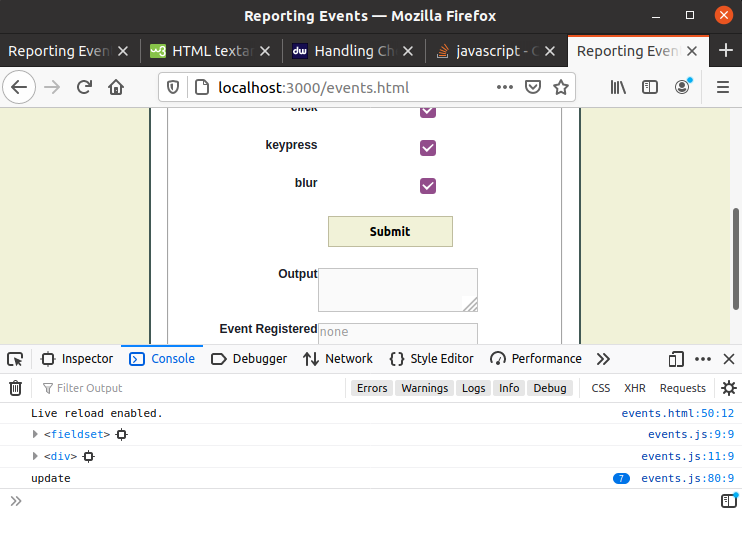 Reporting Events — Mozilla Firefox
Reporting Even
HTML texta
Handling Ch
javascript - C
Reporting Even
localhost:3000/events.html
click
keypress
blur
Submit
Output
Event Registered none
Inspector Console Debugger Network Style Editor Performance
Filter Output Errors Warnings Logs Info Debug CSS XHR Requests
Live reload enabled. events.html:50:12
<fieldset> events.js:9:9
<div> events.js:11:9
update 7 events.js:80:9